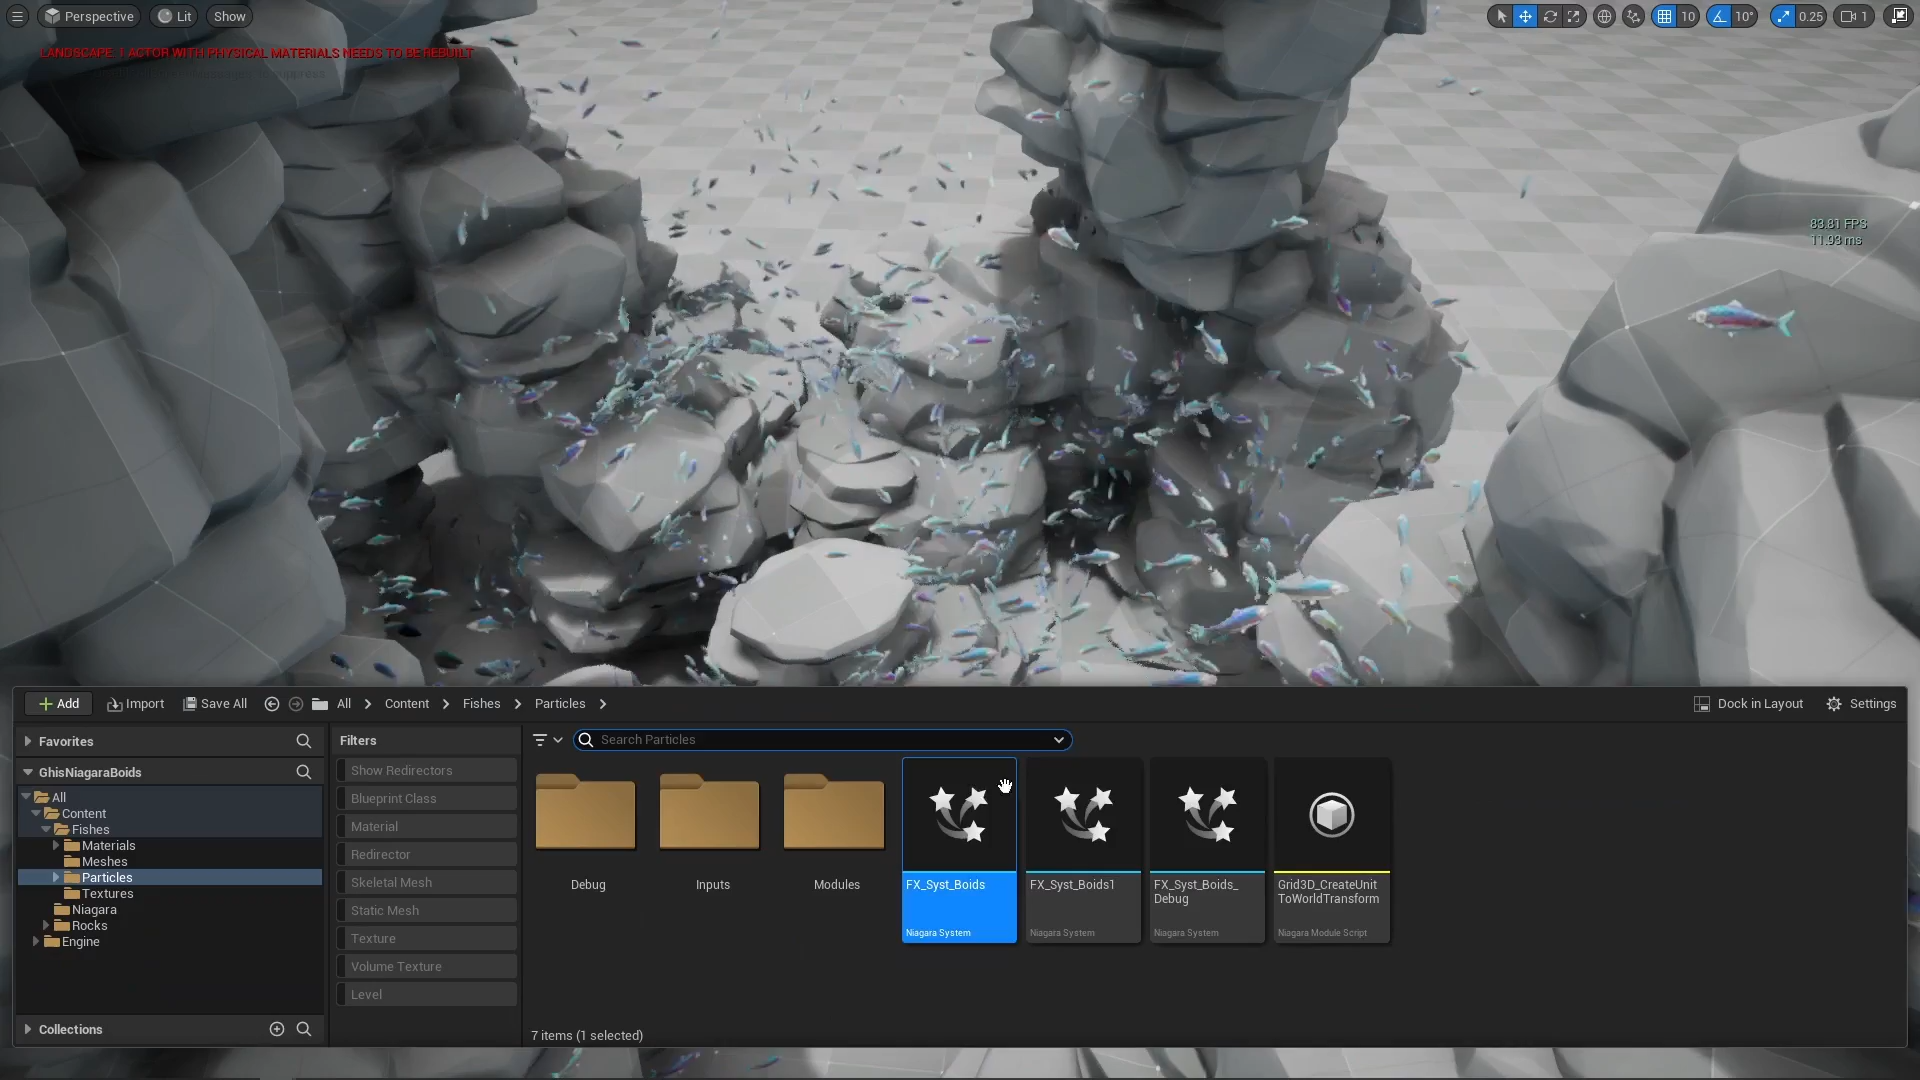 Perspective
Lit
Show
10
10°
0.25
1
LANDSCAPE: 1 ACTOR WITH PHYSICAL MATERIALS NEEDS TO BE REBUILT
83.81 FPS
11.93 ms
Add
Import
Save All
All
Content
Fishes
Particles
Dock in Layout
Settings
Favorites
GhisNiagaraBoids
All
Content
Fishes
Materials
Meshes
Particles
Textures
Niagara
Rocks
Engine
Collections
Filters
Show Redirectors
Blueprint Class
Material
Redirector
Skeletal Mesh
Static Mesh
Texture
Volume Texture
Level
Search Particles
Debug
Inputs
Modules
FX_Syst_Boids
Niagara System
FX_Syst_Boids1
Niagara System
FX_Syst_Boids_
Debug
Niagara System
Grid3D_CreateUnit
ToWorldTransform
Niagara Module Script
7 items (1 selected)